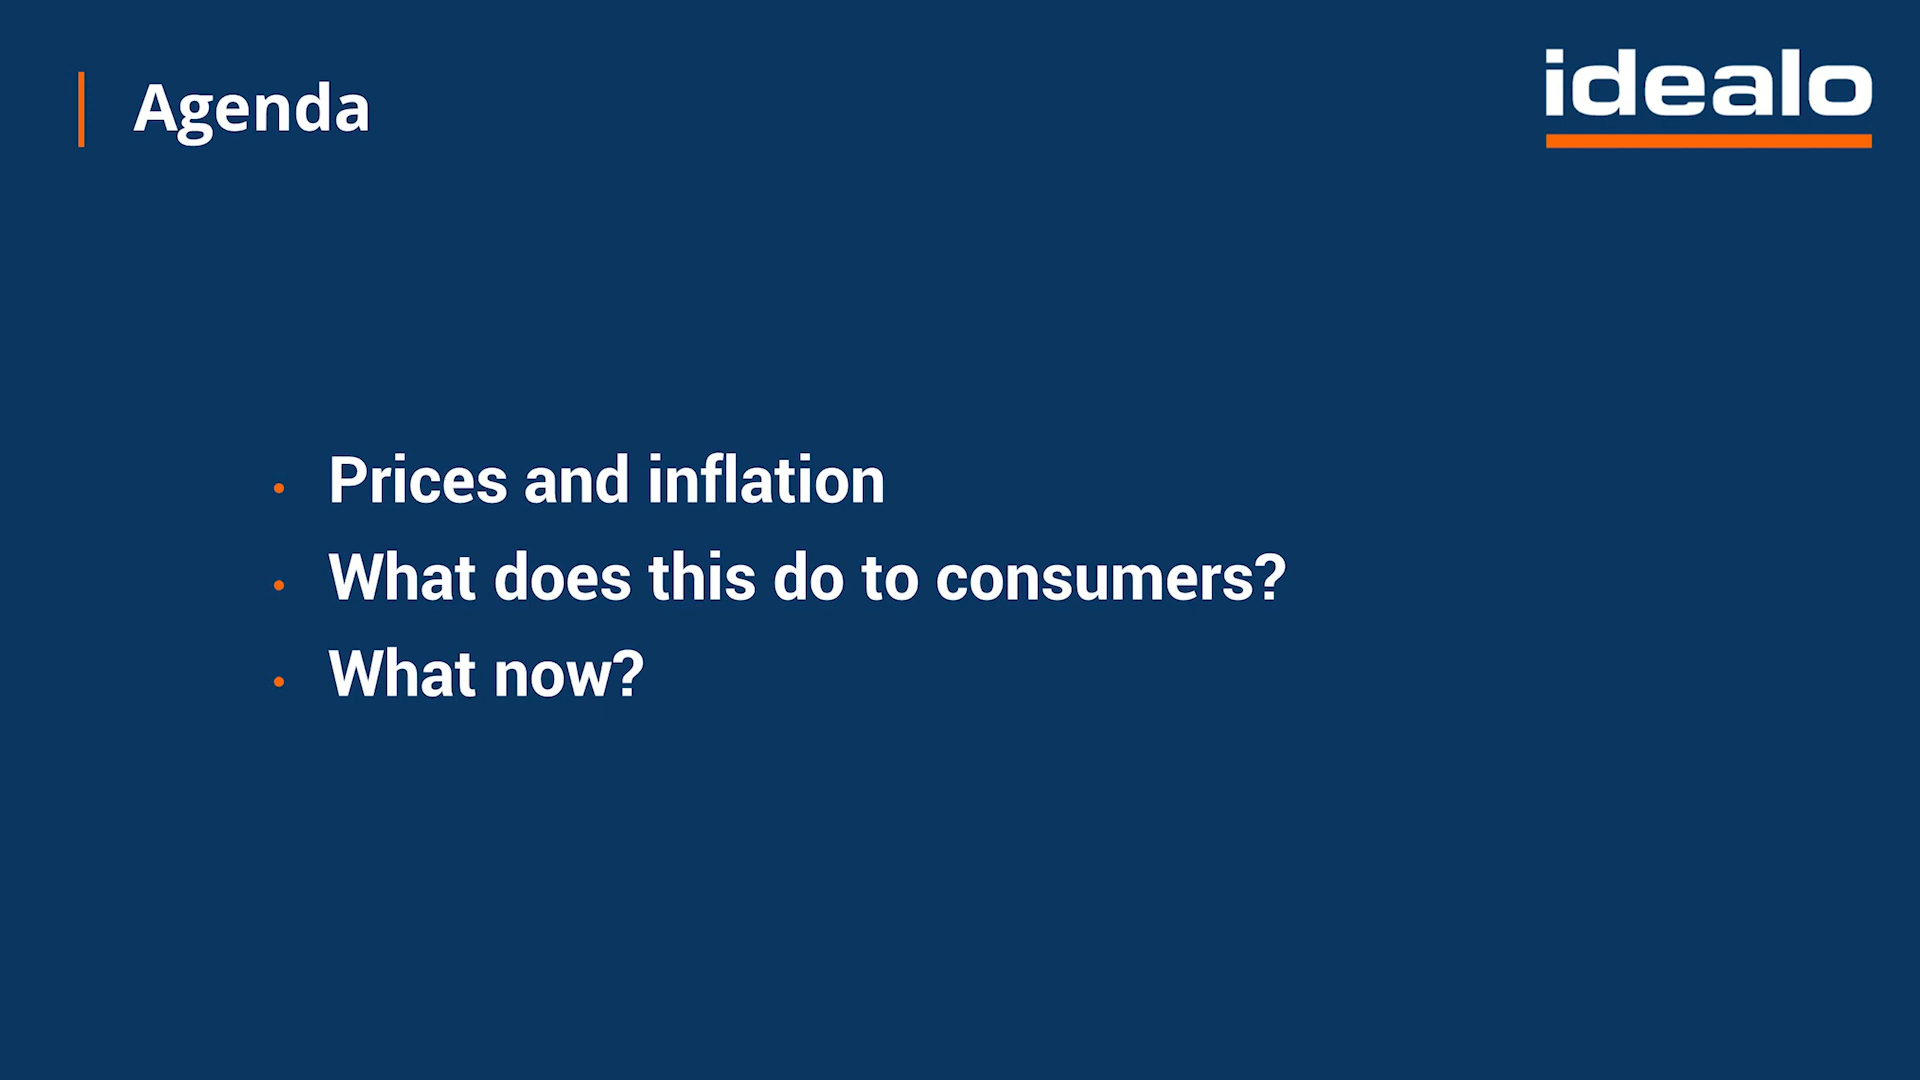 Agenda
idealo
Prices and inflation
What does this do to consumers?
What now?